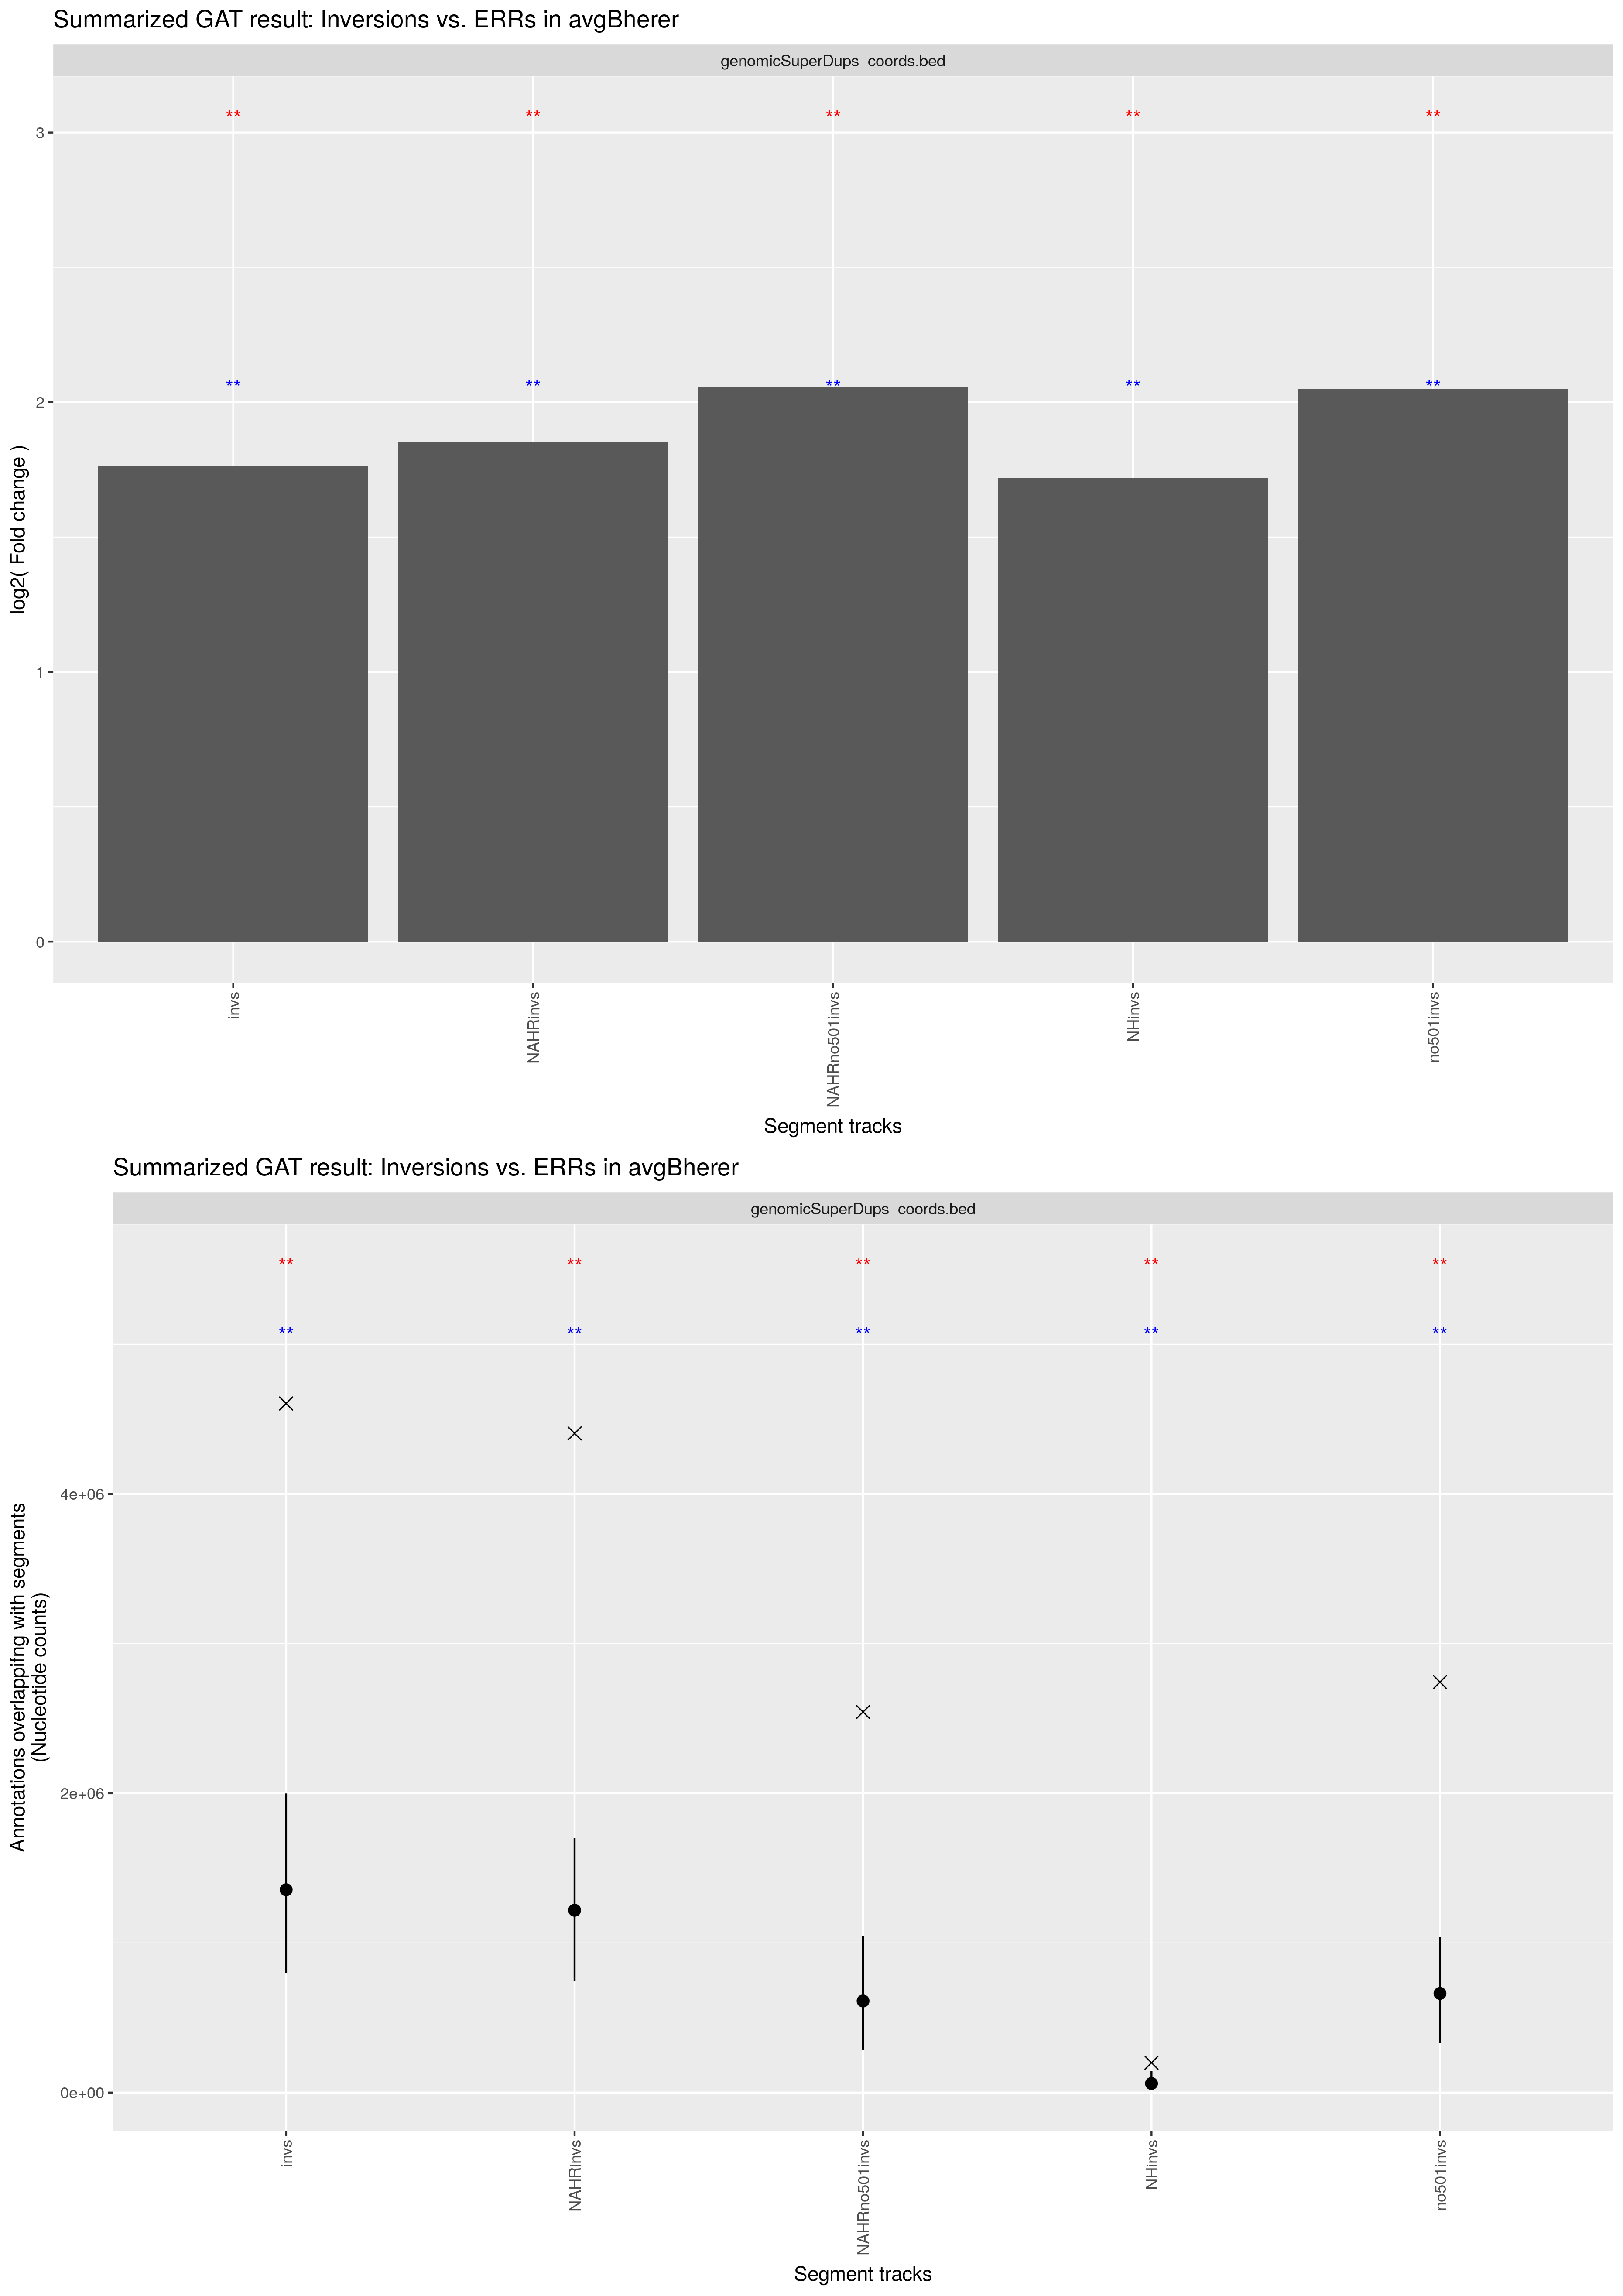 Summarized GAT result: Inversions vs. ERRs in avgBherer
genomicSuperDups_coords.bed
** ** ** ** **
3
** ** ** ** **
2
log2( Fold change )
1
0
invs NAHRinvs NAHRno501invs NHinvs no501invs
Segment tracks
Summarized GAT result: Inversions vs. ERRs in avgBherer
genomicSuperDups_coords.bed
** ** ** ** **
** ** ** ** **
4e+06
Annotations overlappifng with segments
(Nucleotide counts)
2e+06
0e+00
invs NAHRinvs NAHRno501invs NHinvs no501invs
Segment tracks